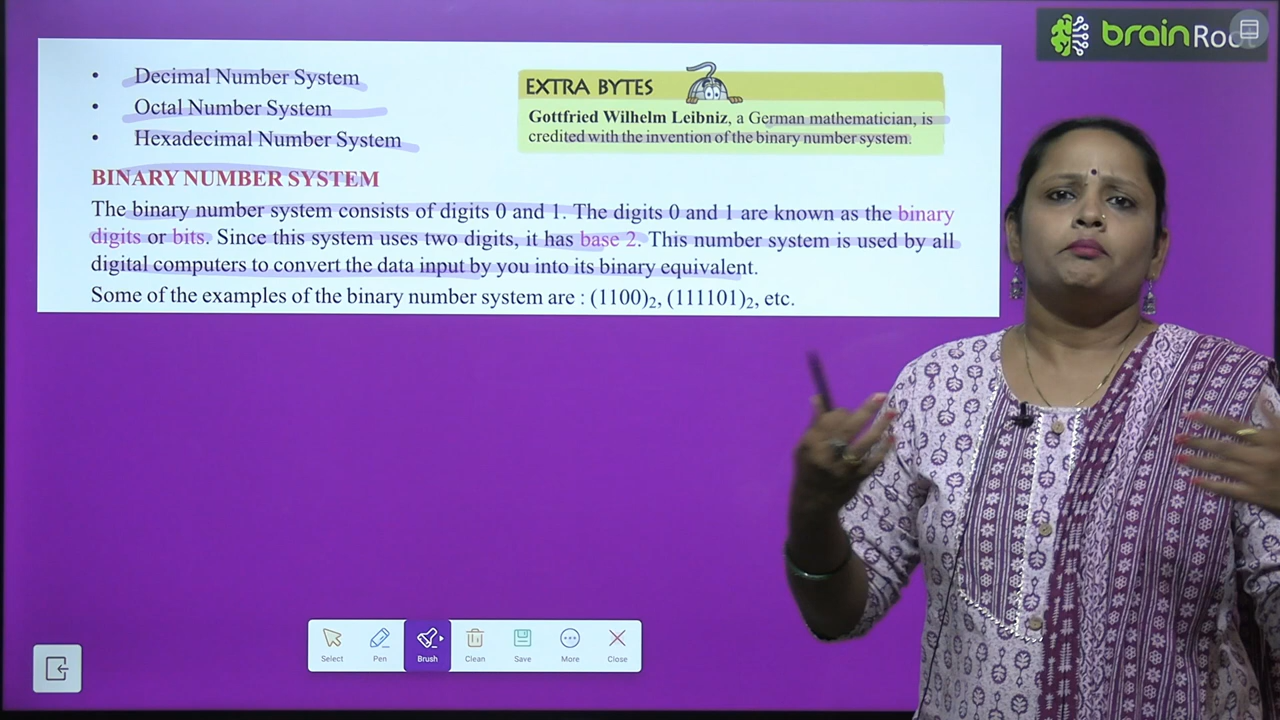 brainRoot
• Decimal Number System
• Octal Number System
• Hexadecimal Number System
EXTRA BYTES
Gottfried Wilhelm Leibniz, a German mathematician, is
credited with the invention of the binary number system.
BINARY NUMBER SYSTEM
The binary number system consists of digits 0 and 1. The digits 0 and 1 are known as the binary
digits or bits. Since this system uses two digits, it has base 2. This number system is used by all
digital computers to convert the data input by you into its binary equivalent.
Some of the examples of the binary number system are : (1100)₂, (111101)₂, etc.
Select Pen Brush Clean Save More Close